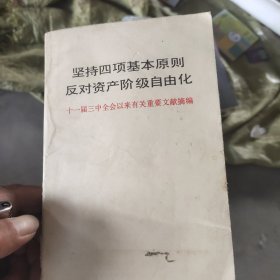 坚持四项基本原则
反对资产阶级自由化
十一届三中全会以来有关重要文献摘编